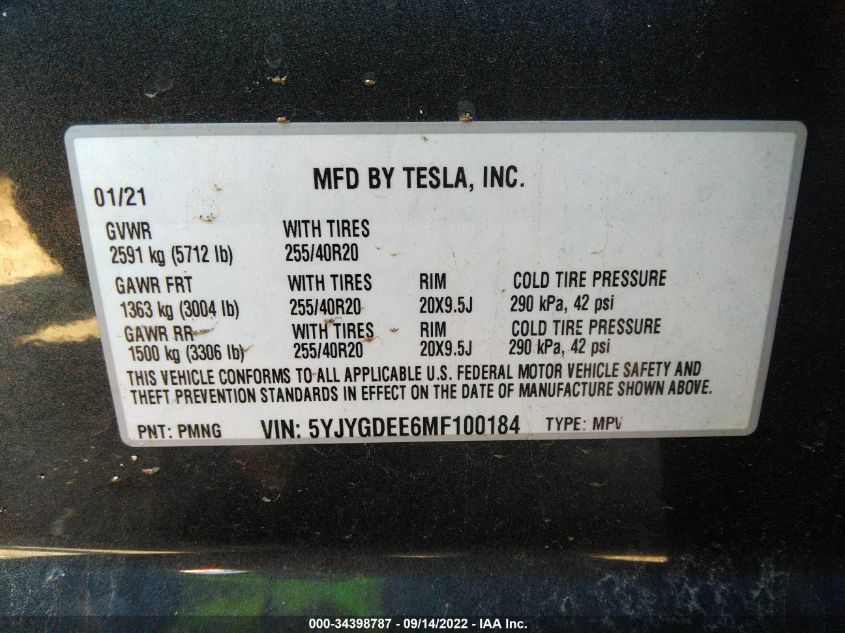 MFD BY TESLA, INC.
01/21
GVWR WITH TIRES
2591 kg (5712 lb) 255/40R20
GAWR FRT WITH TIRES RIM COLD TIRE PRESSURE
1363 kg (3004 lb) 255/40R20 20X9.5J 290 kPa, 42 psi
GAWR RR WITH TIRES RIM COLD TIRE PRESSURE
1500 kg (3306 lb) 255/40R20 20X9.5J 290 kPa, 42 psi
THIS VEHICLE CONFORMS TO ALL APPLICABLE U.S. FEDERAL MOTOR VEHICLE SAFETY AND
THEFT PREVENTION STANDARDS IN EFFECT ON THE DATE OF MANUFACTURE SHOWN ABOVE.
PNT: PMNG VIN: 5YJYGDEE6MF100184 TYPE: MPV
000-34398787 - 09/14/2022 - IAA Inc.